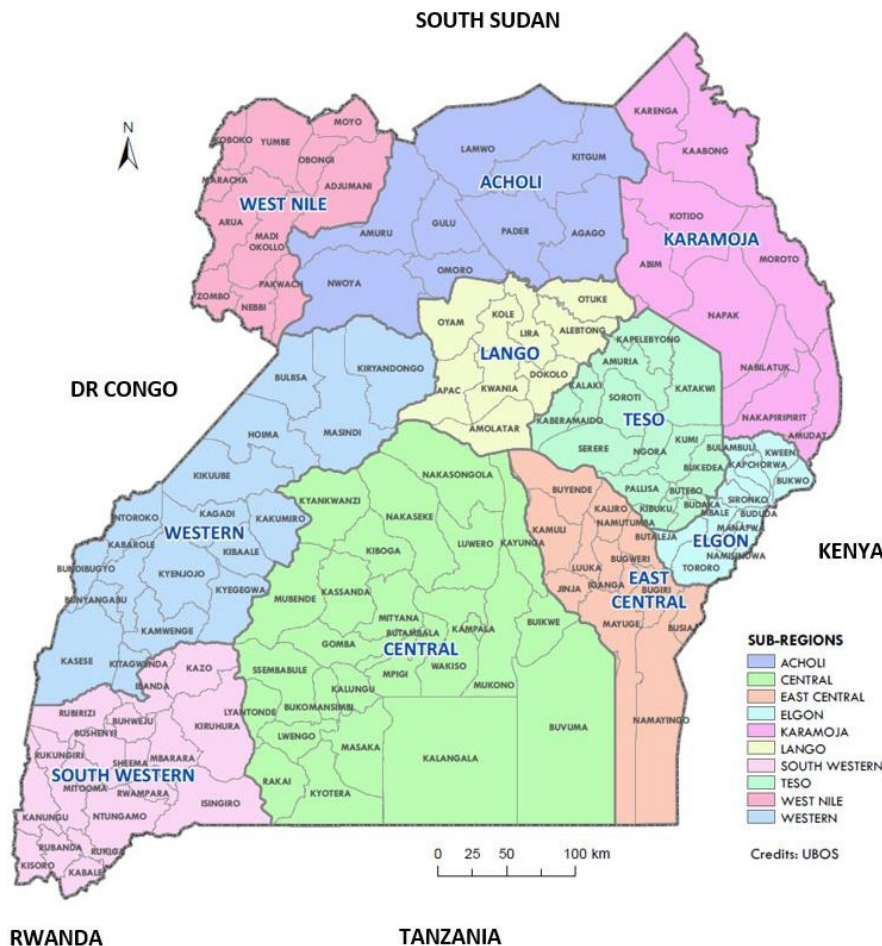 SOUTH SUDAN
N
KARENGA
KAABONG
MOYO
KOBOKO
YUMBE
OBONGI
LAMWO
KITGUM
MARACHA
ADJUMANI
ACHOLI
WEST NILE
ARUA
MADI
OKOLLO
AMURU
GULU
PADER
AGAGO
KOTIDO
KARAMOJA
MOROTO
ABIM
PAKWACH
NWOYA
OMORO
ZOMBO
NEBBI
OTUKE
NAPAK
OYAM
KOLE
LIRA
ALEBTONG
KAPELEBYONG
LANGO
AMURIA
DR CONGO
BULIISA
KIRYANDONGO
DOKOLO
KALAKI
KATAKWI
NABILATUK
APAC
KWANIA
SOROTI
KABERAMAIDO
TESO
NAKAPIRIPIRIT
HOIMA
MASINDI
AMOLATAR
SERERE
NGORA
KUMI
AMUDAT
BULAMBULI
KWEEN
KAPCHORWA
BUKEDEA
BUKWO
KIKUUBE
NAKASONGOLA
KYANKWANZI
BUYENDE
PALLISA
BUTEBO
SIRONKO
NTOROKO
KAGADI
KAKUMIRO
NAKASEKE
KALIRO
KIBUKU
BUDAKA
MBALE
BUDUDA
WESTERN
KABAROLE
KIBAALE
LUWERO
KAYUNGA
KAMULI
NAMUTUMBA
BUTALEJA
MANAFWA
ELGON
KIBOGA
BUGWERI
NAMISINDWA
KENYA
BUNDIBUGYO
KYENJOJO
LUUKA
TORORO
EAST
CENTRAL
BUNYANGABU
KYEGEGWA
MUBENDE
KASSANDA
JINJA
IGANGA
BUGIRI
MITYANA
KAMWENGE
BUTAMBALA
KAMPALA
BUIKWE
MAYUGE
BUSIA
GOMBA
CENTRAL
KASESE
KITAGWENDA
KAZO
SSEMBABULE
MPIGI
WAKISO
IBANDA
KALUNGU
MUKONO
RUBIRIZI
BUHWEJU
KIRUHURA
LYANTONDE
BUKOMANSIMBI
BUVUMA
NAMAYINGO
BUSHENYI
LWENGO
MASAKA
RUKUNGIRI
SHEEMA
MBARARA
KALANGALA
SOUTH WESTERN
MITOOMA
RWAMPARA
RAKAI
KYOTERA
ISINGIRO
KANUNGU
NTUNGAMO
RUBANDA
RUKIGA
KISORO
KABALE
SUB-REGIONS
ACHOLI
CENTRAL
EAST CENTRAL
ELGON
KARAMOJA
LANGO
SOUTH WESTERN
TESO
WEST NILE
WESTERN
0 25 50 100 km
Credits: UBOS
RWANDA
TANZANIA